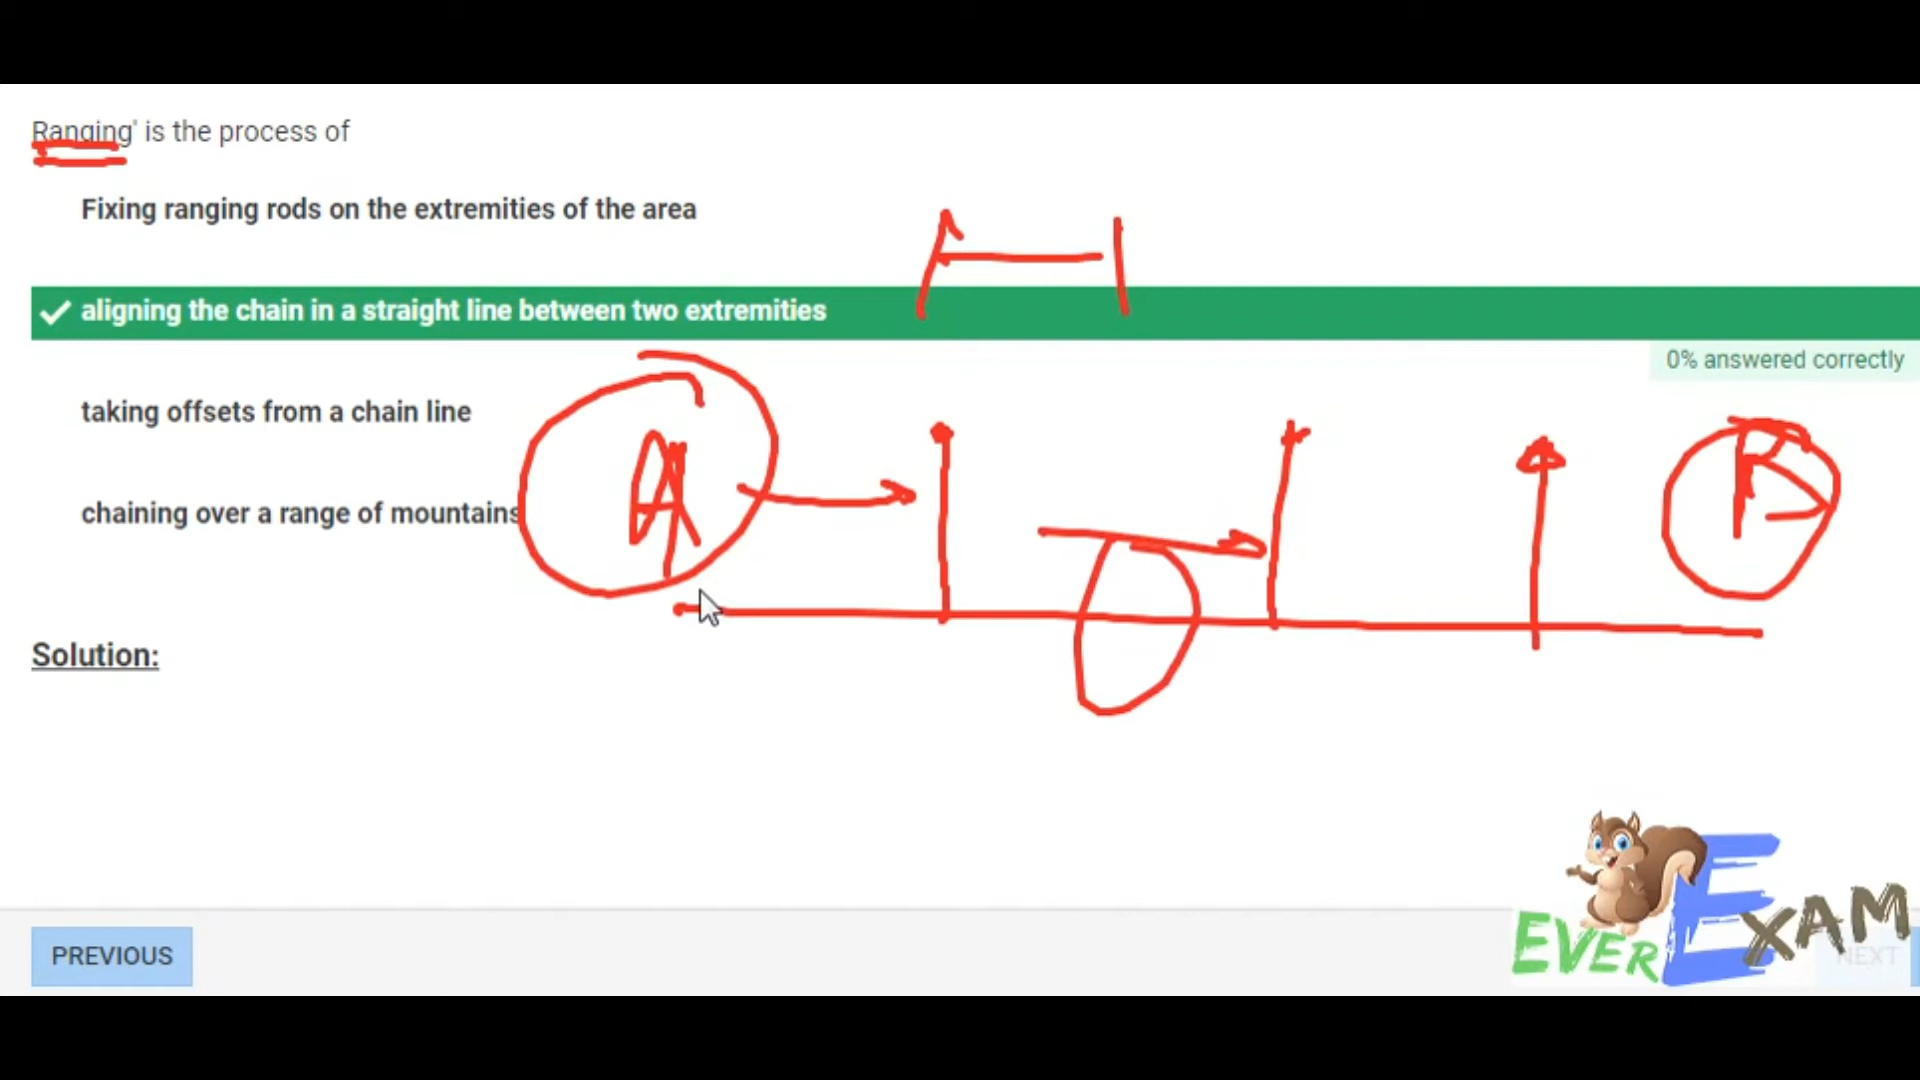 Ranging' is the process of
Fixing ranging rods on the extremities of the area
aligning the chain in a straight line between two extremities
0% answered correctly
taking offsets from a chain line
A
chaining over a range of mountains
Solution:
PREVIOUS
EVER EXAM
NEXT